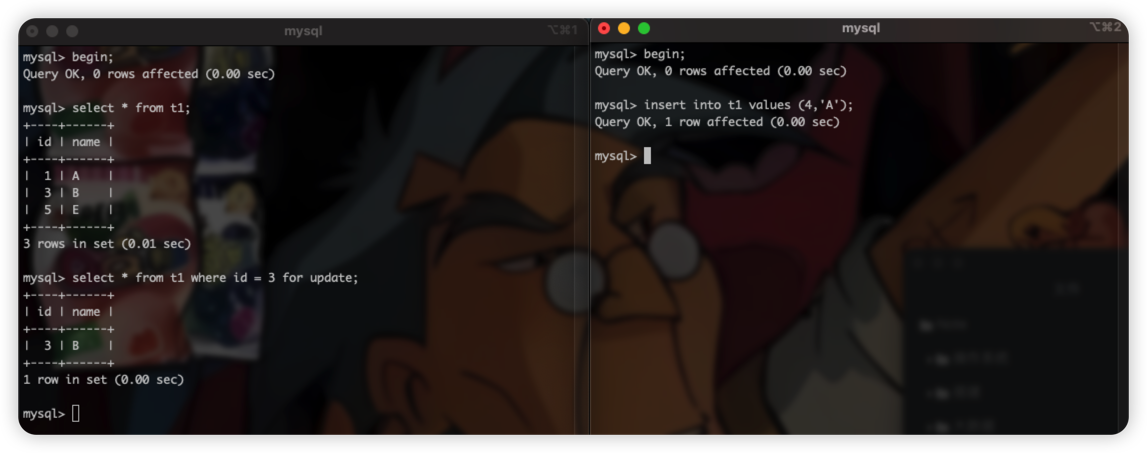 mysql ⌥⌘1
mysql> begin;
Query OK, 0 rows affected (0.00 sec)
mysql> select * from t1;
+----+------+
| id | name |
+----+------+
|  1 | A    |
|  3 | B    |
|  5 | E    |
+----+------+
3 rows in set (0.01 sec)
mysql> select * from t1 where id = 3 for update;
+----+------+
| id | name |
+----+------+
|  3 | B    |
+----+------+
1 row in set (0.00 sec)
mysql>
mysql ⌥⌘2
mysql> begin;
Query OK, 0 rows affected (0.00 sec)
mysql> insert into t1 values (4,'A');
Query OK, 1 row affected (0.00 sec)
mysql>